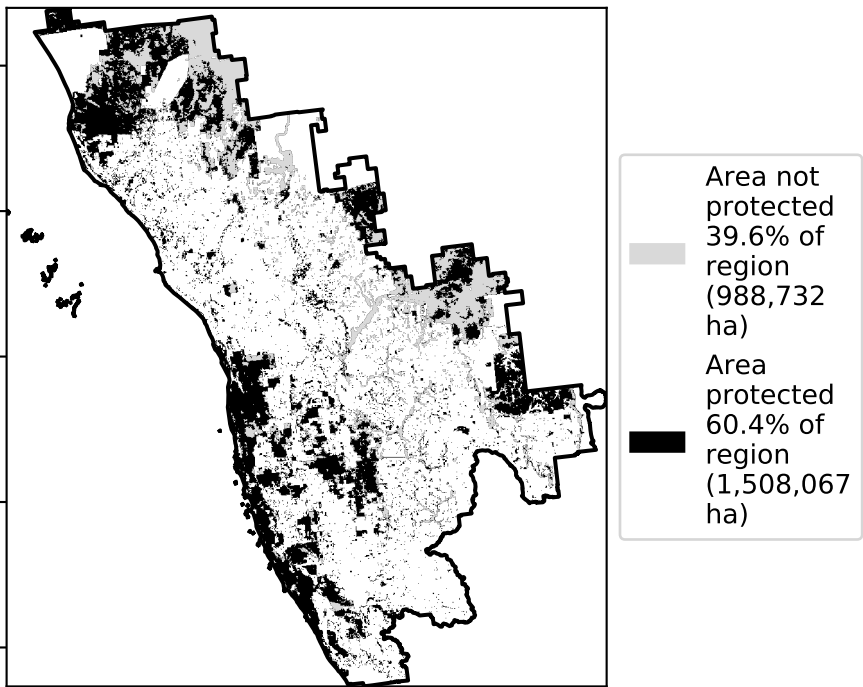 Area not
protected
39.6% of
region
(988,732
ha)
Area
protected
60.4% of
region
(1,508,067
ha)